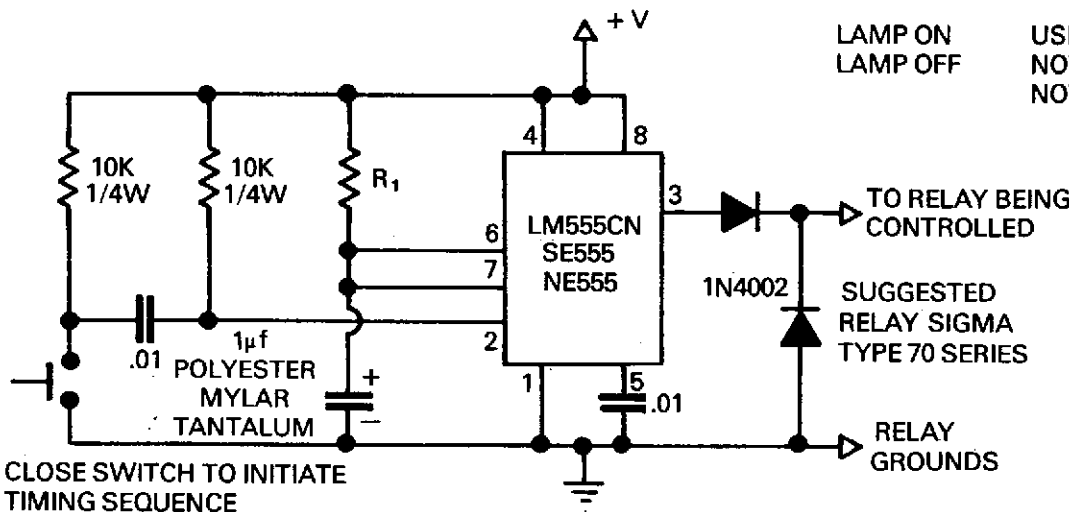 + V
LAMP ON
LAMP OFF
10K
1/4W
10K
1/4W
R1
4
8
3
6
7
2
1
5
LM555CN
SE555
NE555
TO RELAY BEING
CONTROLLED
1N4002
SUGGESTED
RELAY SIGMA
TYPE 70 SERIES
.01
1µf
POLYESTER
MYLAR
TANTALUM
+
−
.01
RELAY
GROUNDS
CLOSE SWITCH TO INITIATE
TIMING SEQUENCE